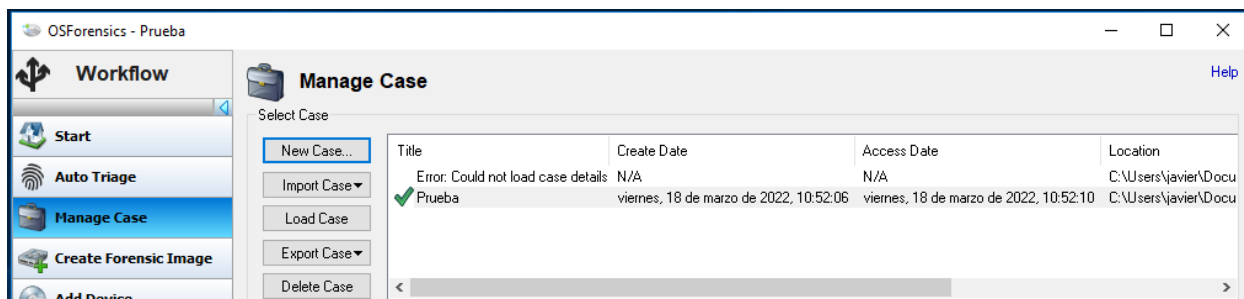 OSForensics - Prueba
Workflow
Manage Case
Help
Select Case
Start
Auto Triage
Manage Case
Create Forensic Image
Add Device
New Case...
Import Case
Load Case
Export Case
Delete Case
Title Create Date Access Date Location
Error: Could not load case details N/A N/A C:\Users\javier\Docu
Prueba viernes, 18 de marzo de 2022, 10:52:06 viernes, 18 de marzo de 2022, 10:52:10 C:\Users\javier\Docu